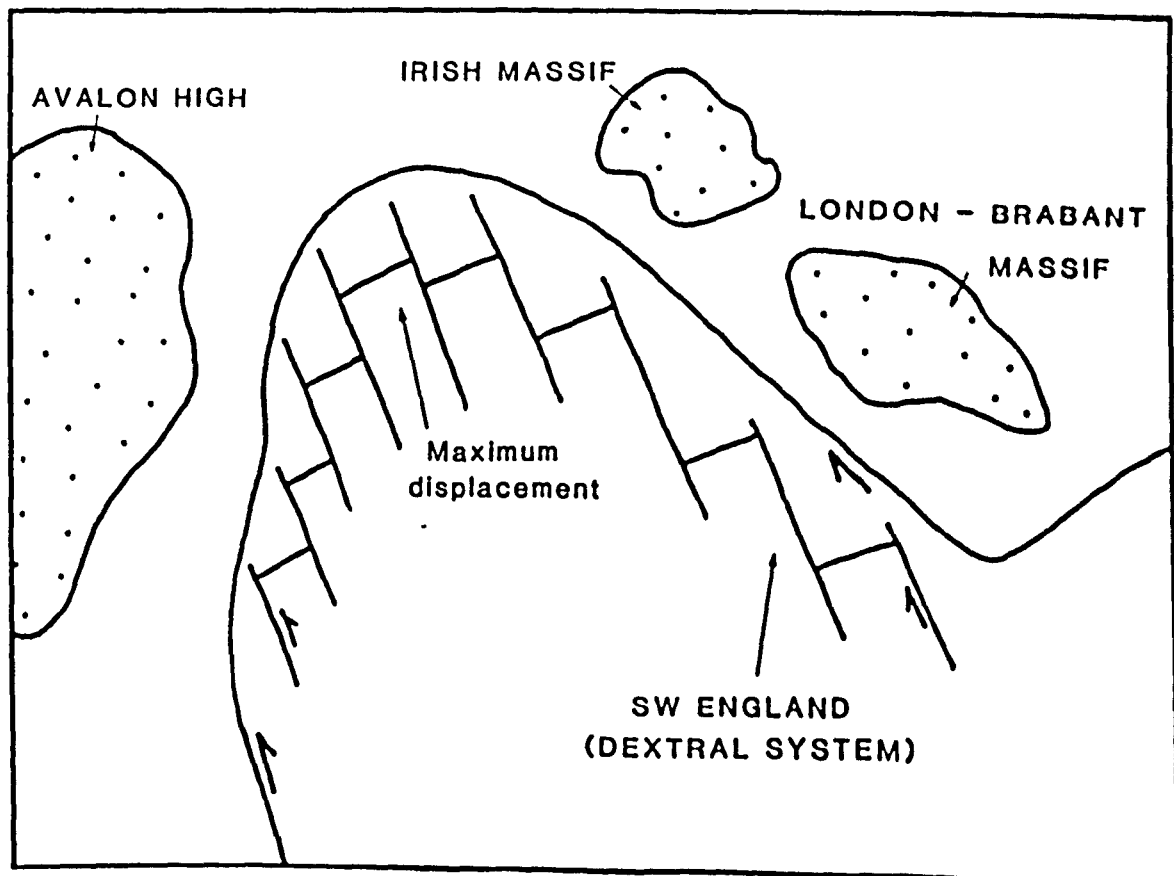 AVALON HIGH
IRISH MASSIF
LONDON - BRABANT
MASSIF
Maximum
displacement
SW ENGLAND
(DEXTRAL SYSTEM)